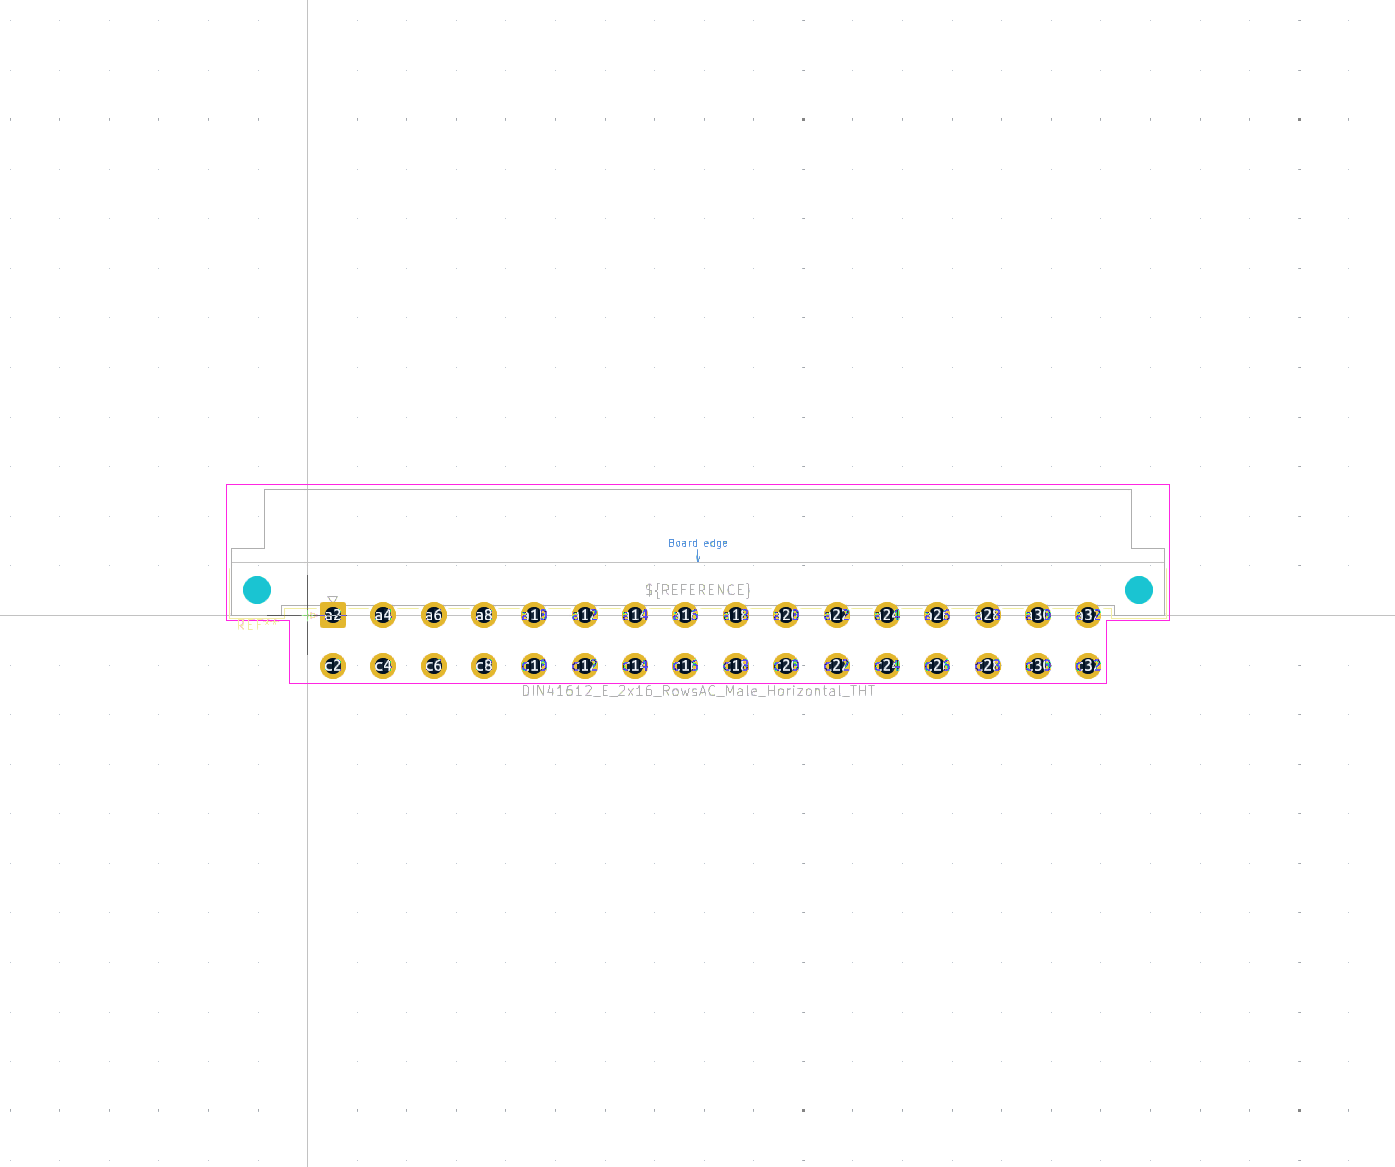 Board edge
${REFERENCE}
REF**
a2 a4 a6 a8 a10 a12 a14 a16 a18 a20 a22 a24 a26 a28 a30 a32
c2 c4 c6 c8 c10 c12 c14 c16 c18 c20 c22 c24 c26 c28 c30 c32
DIN41612_E_2x16_RowsAC_Male_Horizontal_THT